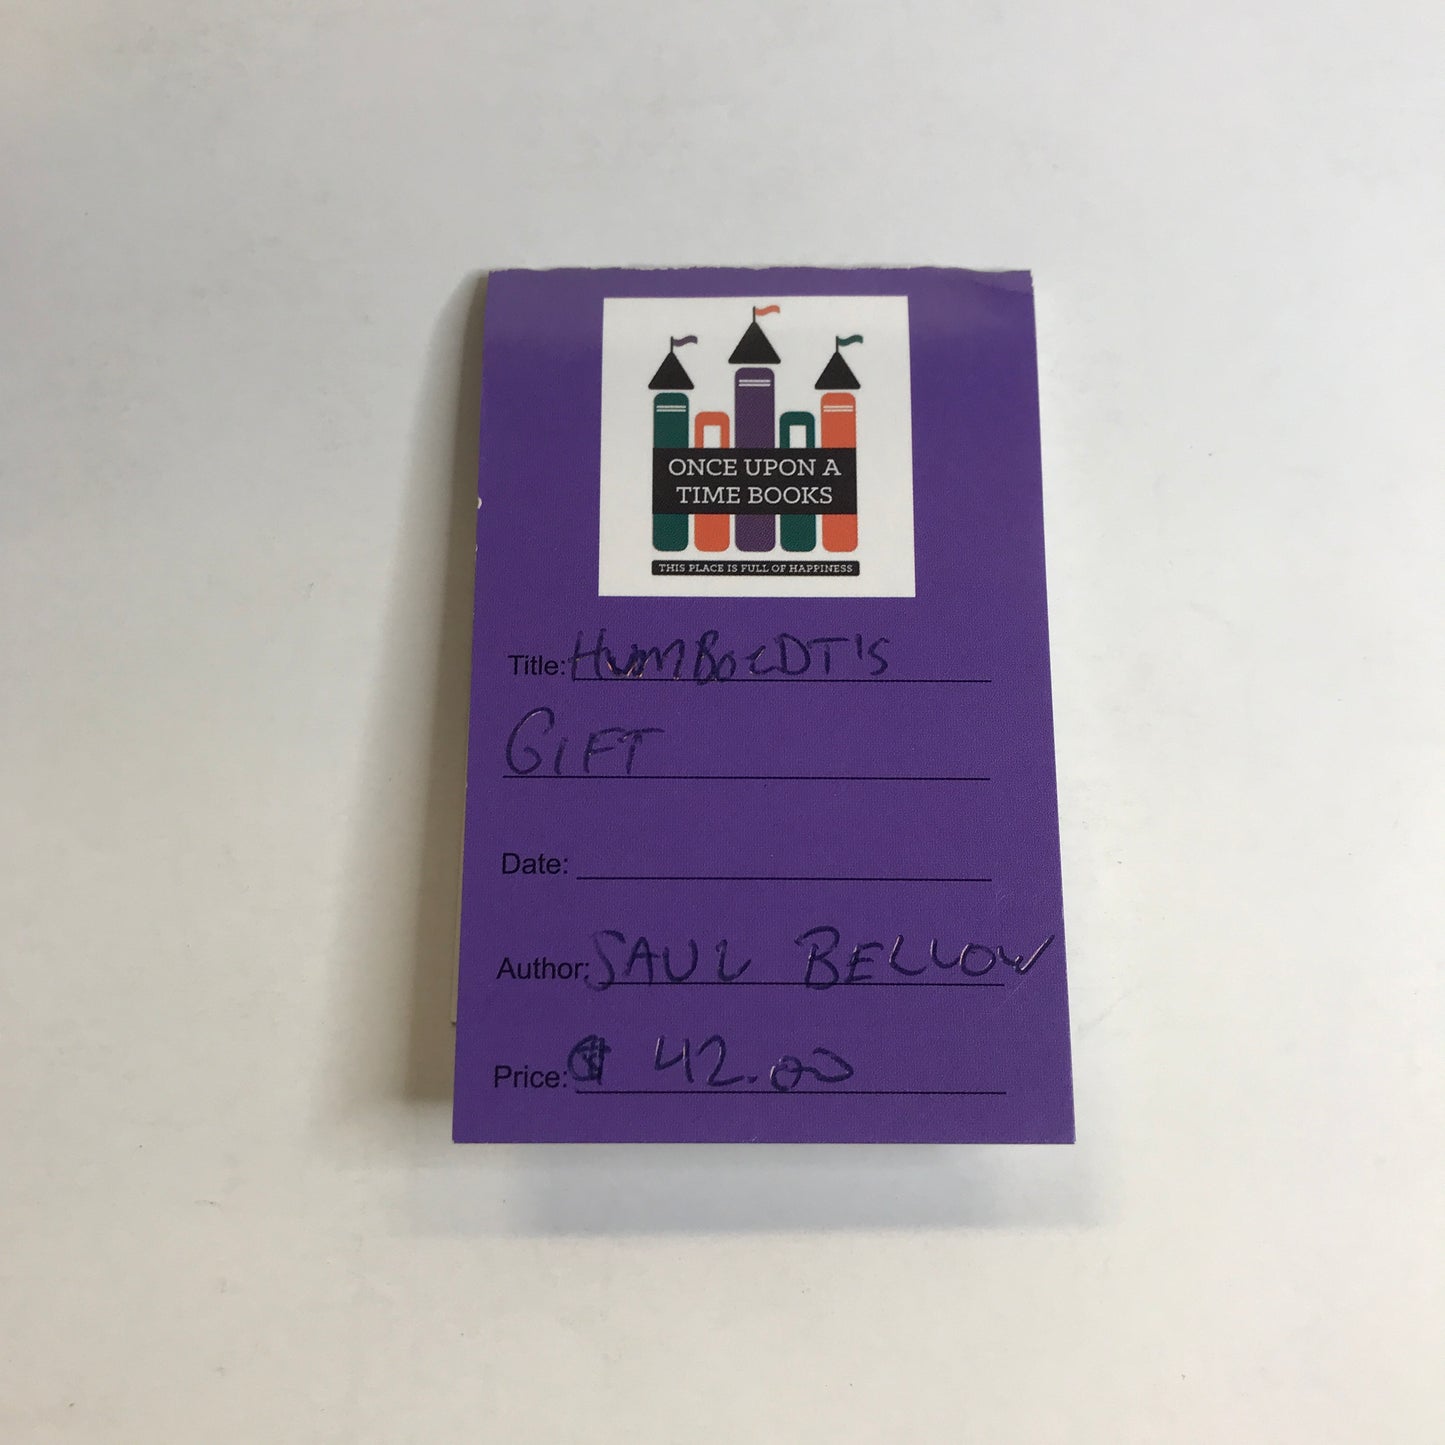 ONCE UPON A
TIME BOOKS
THIS PLACE IS FULL OF HAPPINESS
Title: HUMBOLDT'S
GIFT
Date:
Author: SAUL BELLOW
Price: $ 42.00